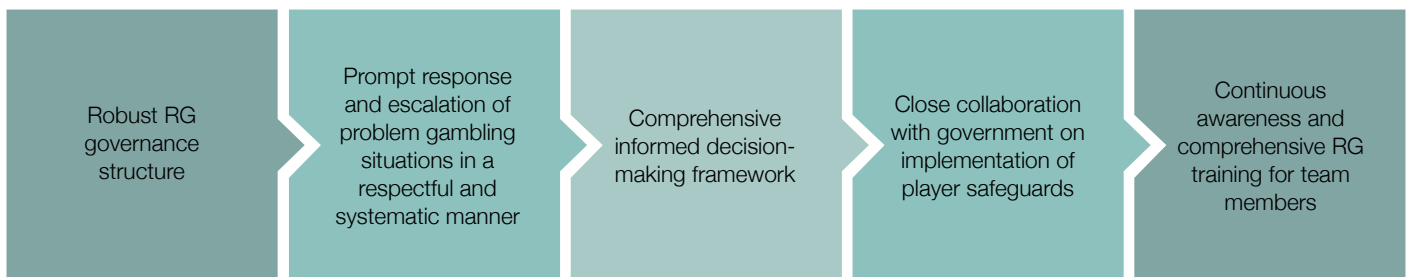 Robust RG
governance
structure
Prompt response
and escalation of
problem gambling
situations in a
respectful and
systematic manner
Comprehensive
informed decision-
making framework
Close collaboration
with government on
implementation of
player safeguards
Continuous
awareness and
comprehensive RG
training for team
members